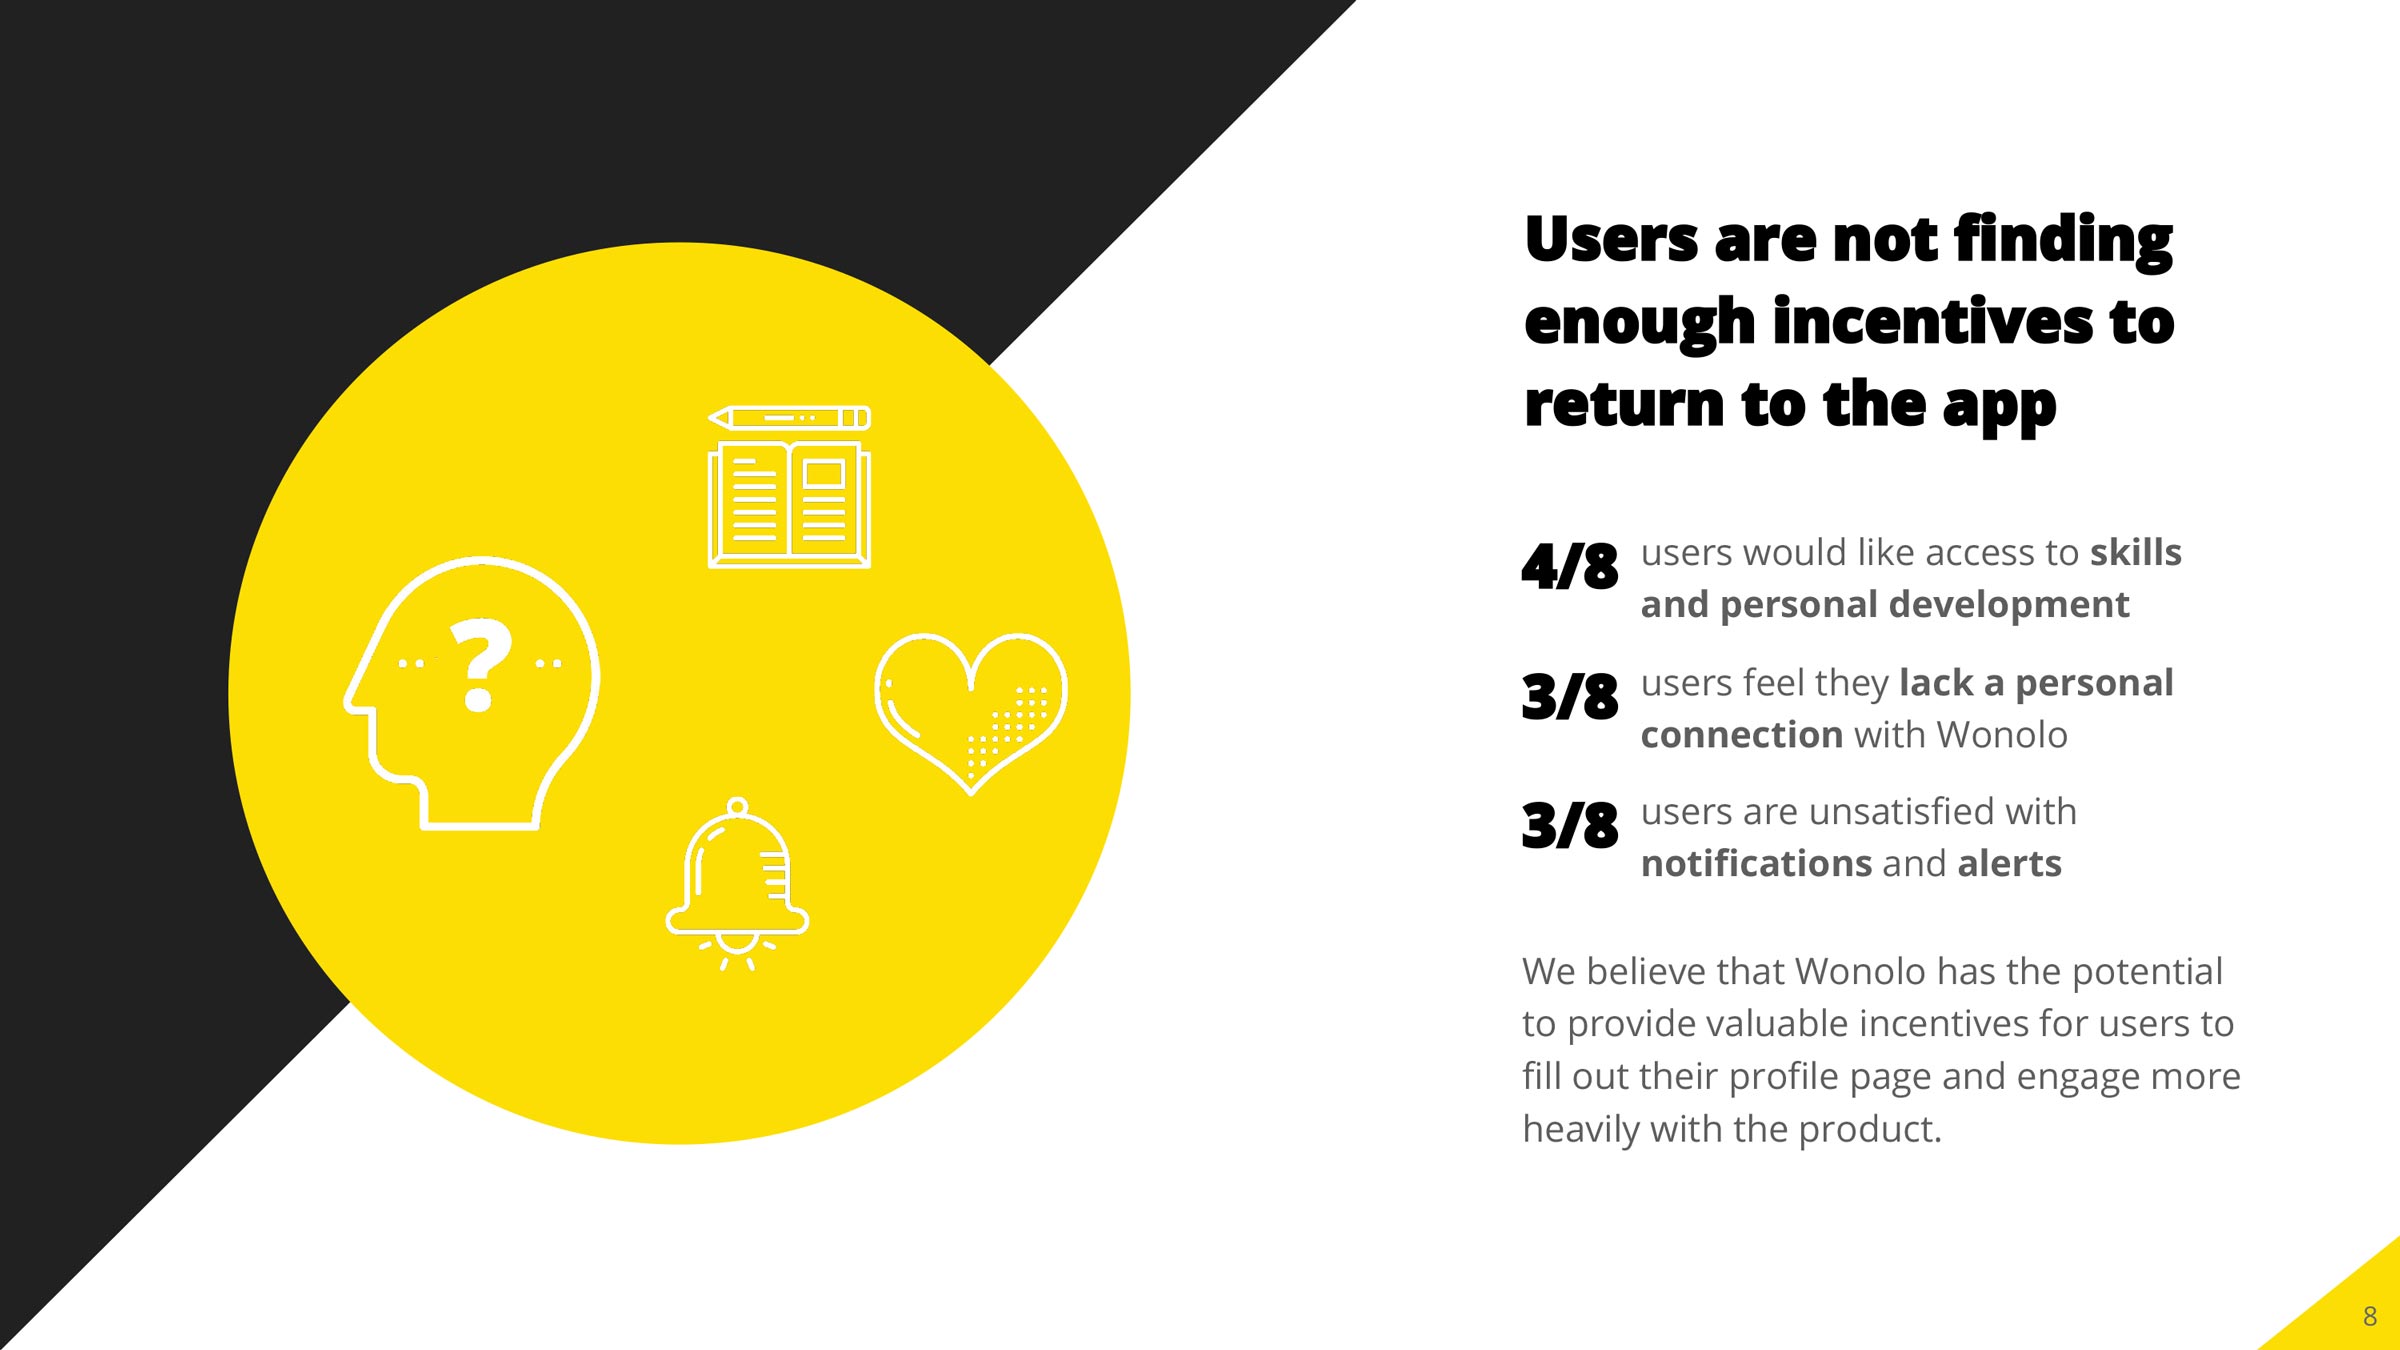 ?
Users are not finding
enough incentives to
return to the app
4/8 users would like access to skills
and personal development
3/8 users feel they lack a personal
connection with Wonolo
3/8 users are unsatisfied with
notifications and alerts
We believe that Wonolo has the potential
to provide valuable incentives for users to
fill out their profile page and engage more
heavily with the product.
8